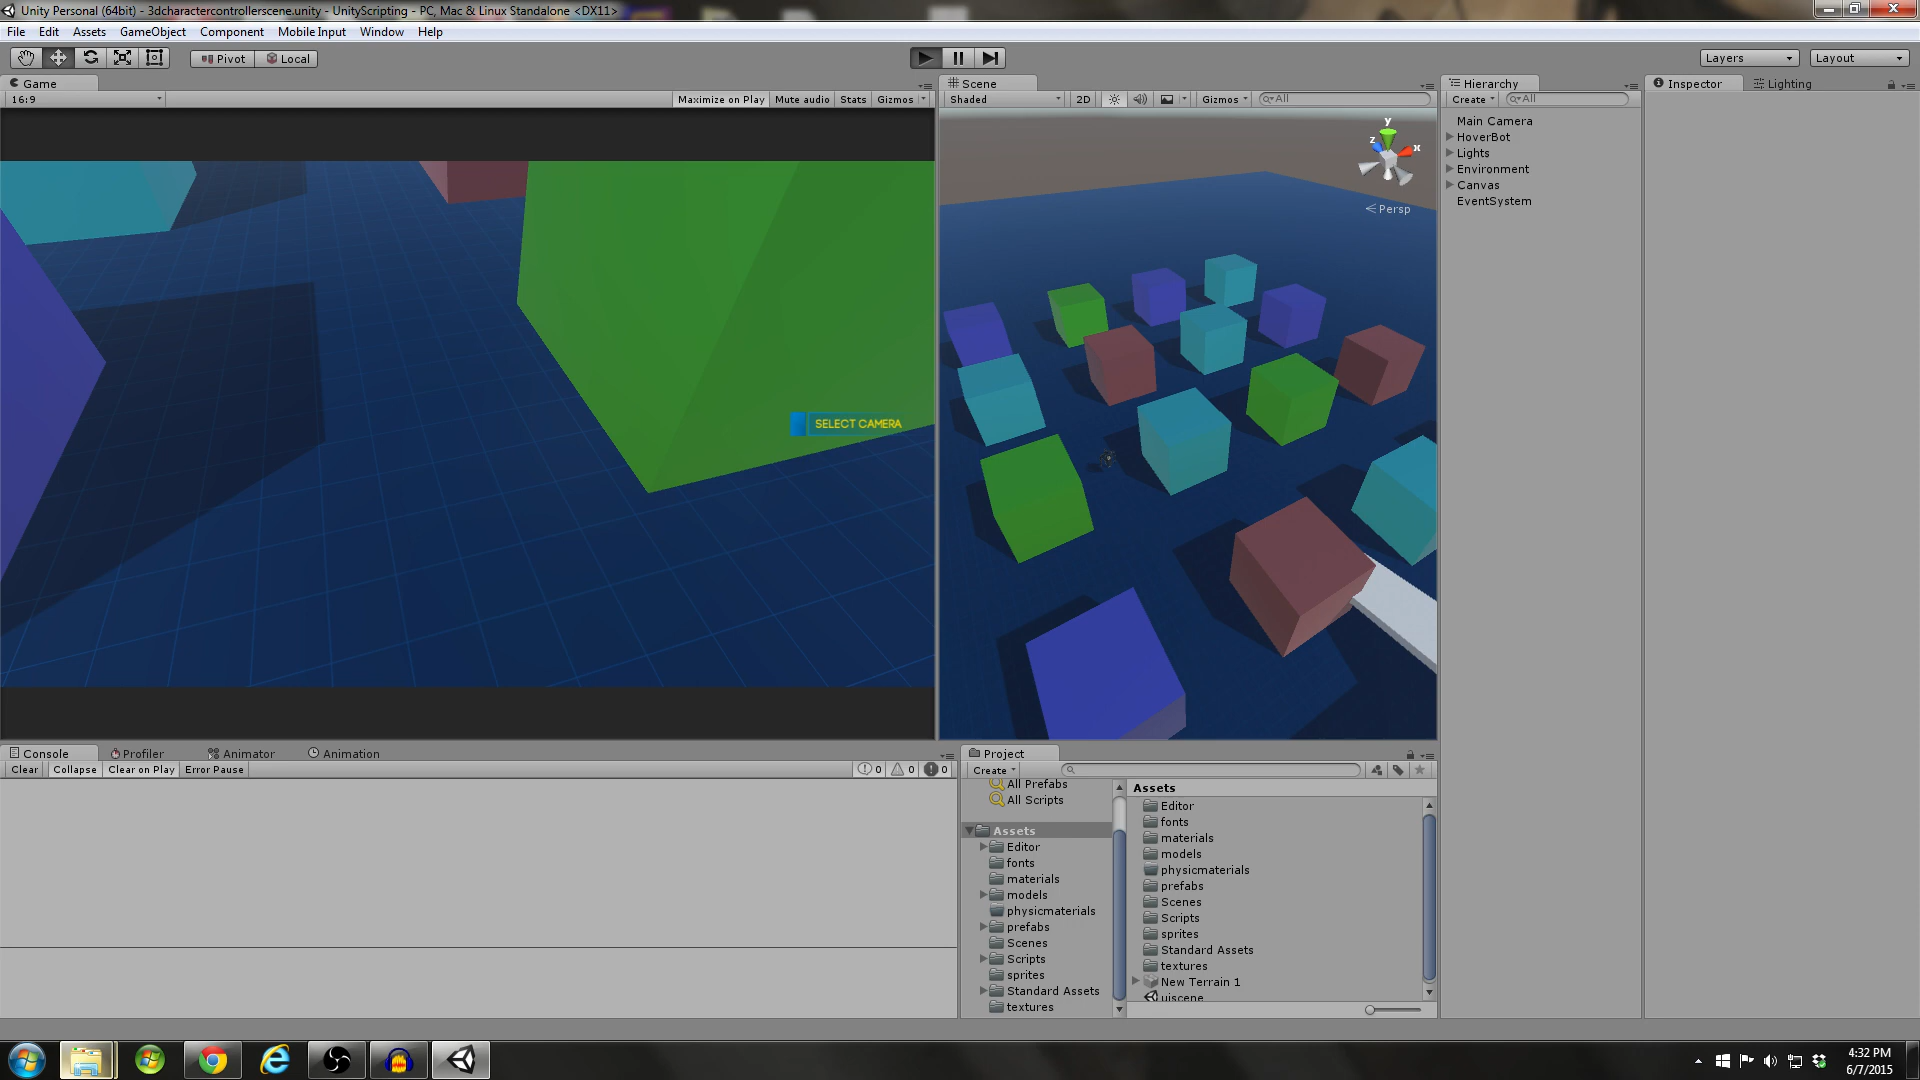 Unity Personal (64bit) - 3dcharactercontrollerscene.unity - UnityScripting - PC, Mac & Linux Standalone <DX11>
File Edit Assets GameObject Component Mobile Input Window Help
Pivot Local Layers Layout
Game
16:9 Maximize on Play Mute audio Stats Gizmos
SELECT CAMERA
Scene
Shaded 2D Gizmos All
y
z x
Persp
Hierarchy
Create All
Main Camera
HoverBot
Lights
Environment
Canvas
EventSystem
Inspector Lighting
Console Profiler Animator Animation
Clear Collapse Clear on Play Error Pause 0 0 0
Project
Create
All Prefabs
All Scripts
Assets
Editor
fonts
materials
models
physicmaterials
prefabs
Scenes
Scripts
sprites
Standard Assets
textures
Assets
Editor
fonts
materials
models
physicmaterials
prefabs
Scenes
Scripts
sprites
Standard Assets
textures
New Terrain 1
uiscene
4:32 PM
6/7/2015